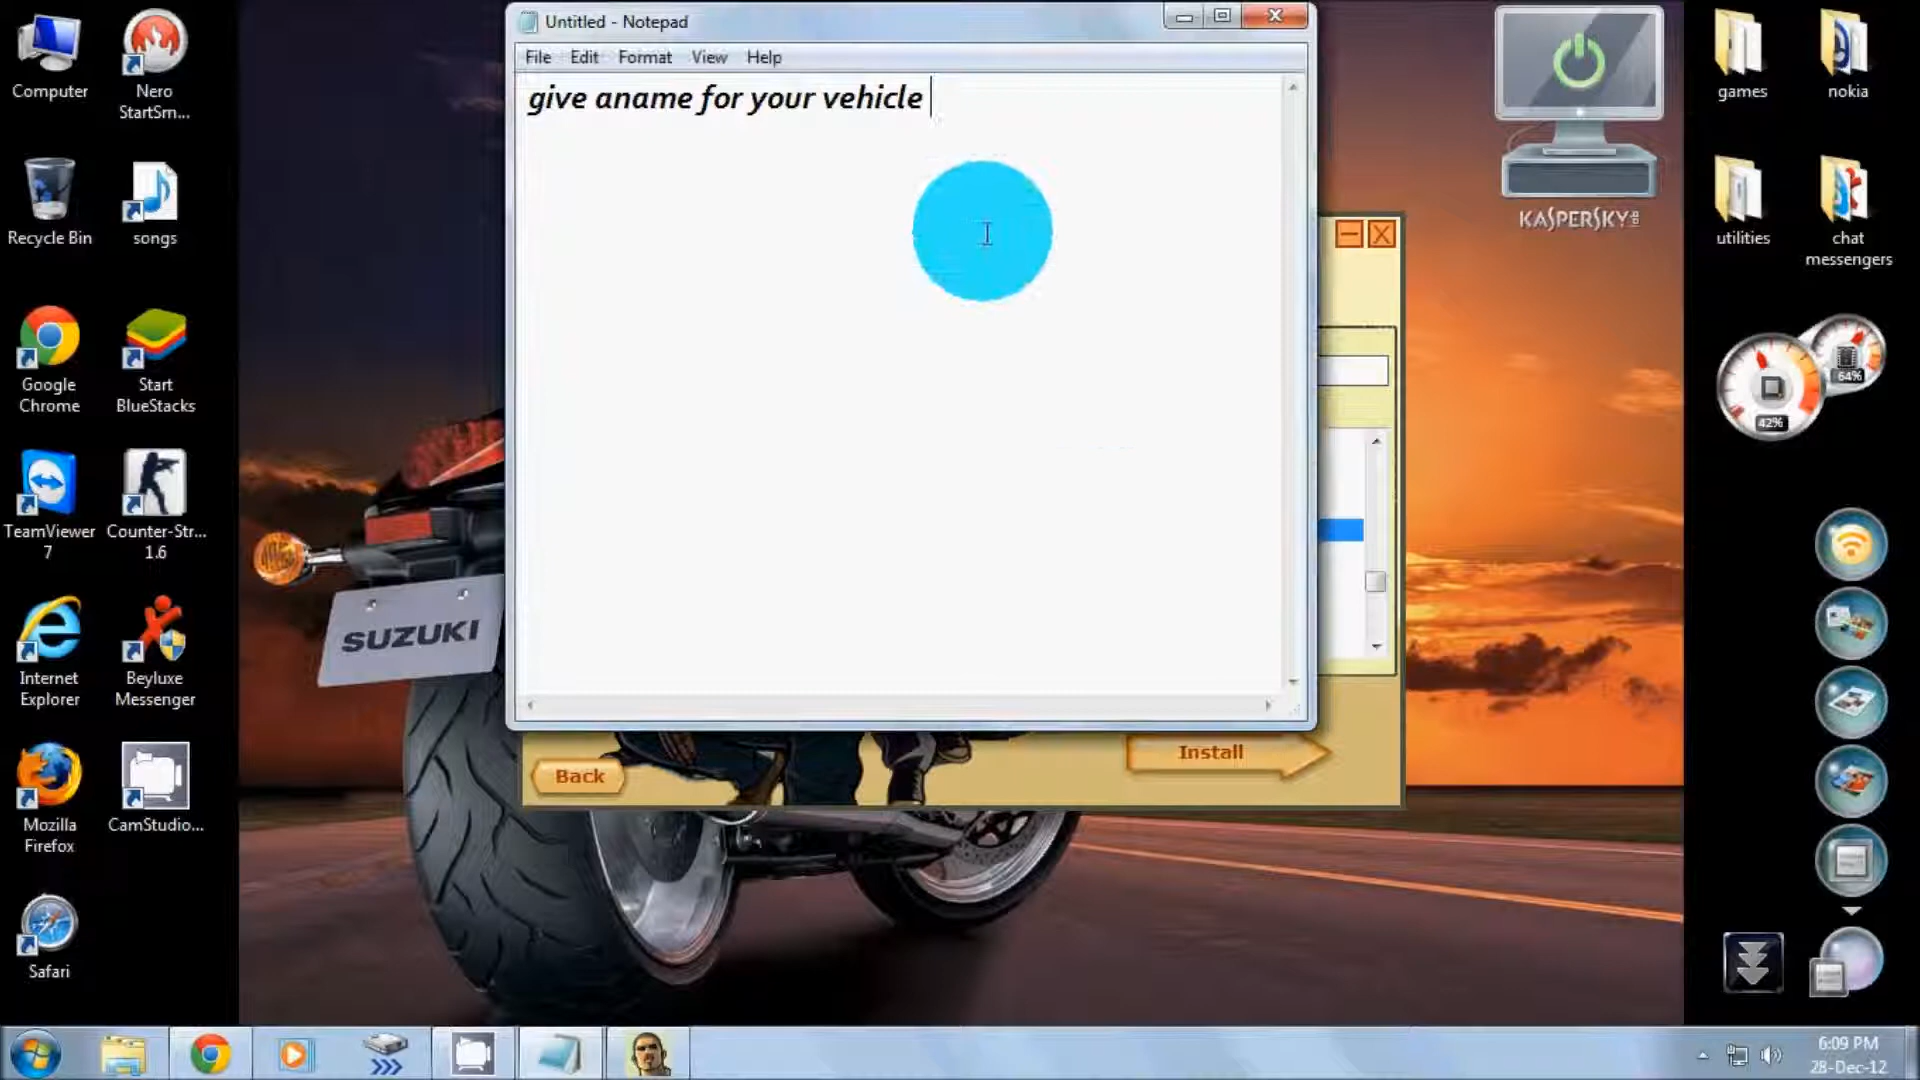 Untitled - Notepad
File Edit Format View Help
give aname for your vehicle
Computer
Nero
StartSm...
Recycle Bin
songs
Google
Chrome
Start
BlueStacks
TeamViewer
7
Counter-Str...
1.6
Internet
Explorer
Beyluxe
Messenger
Mozilla
Firefox
CamStudio...
Safari
SUZUKI
Back
Install
KASPERSKY
games
nokia
utilities
chat
messengers
64%
42%
6:09 PM
28-Dec-12